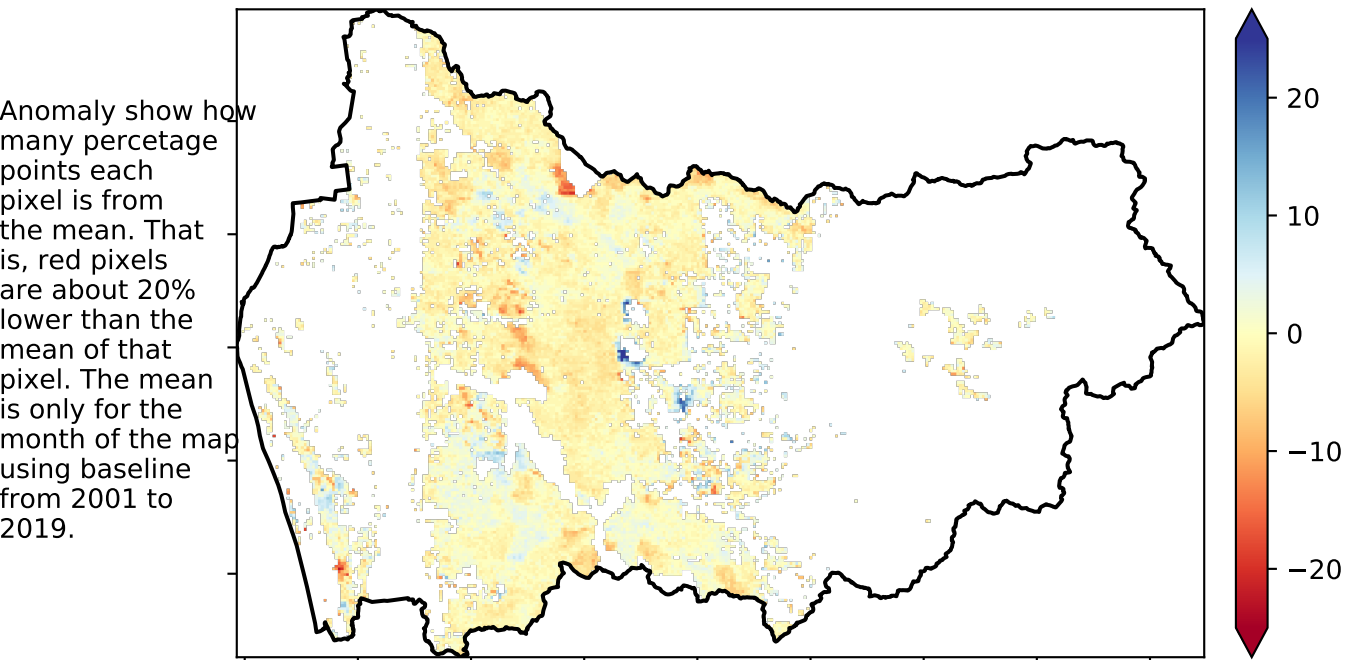 Anomaly show how
many percetage
points each
pixel is from
the mean. That
is, red pixels
are about 20%
lower than the
mean of that
pixel. The mean
is only for the
month of the map
using baseline
from 2001 to
2019.
20
10
0
−10
−20